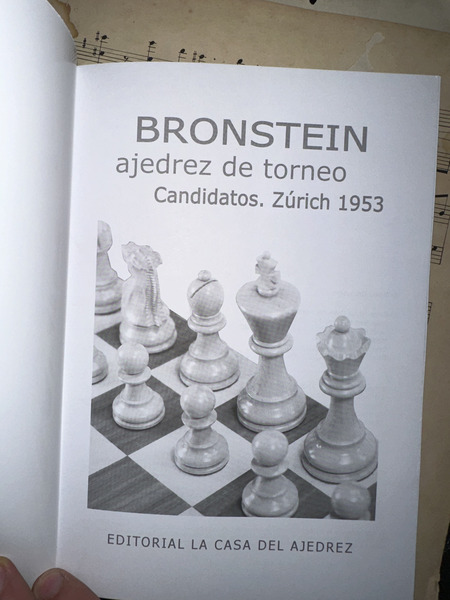 BRONSTEIN
ajedrez de torneo
Candidatos. Zúrich 1953
EDITORIAL LA CASA DEL AJEDREZ